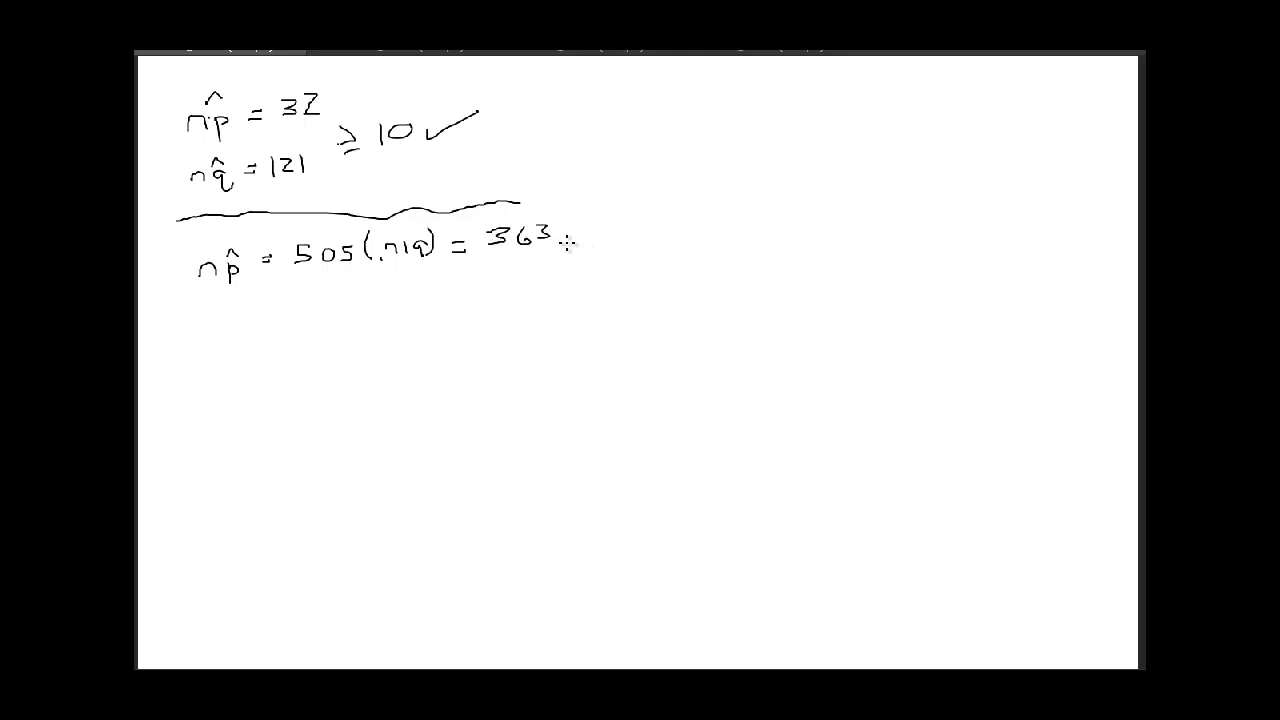 np̂ = 32
nq̂ = 121
≥ 10 ✓
np̂ = 505(.719) = 363